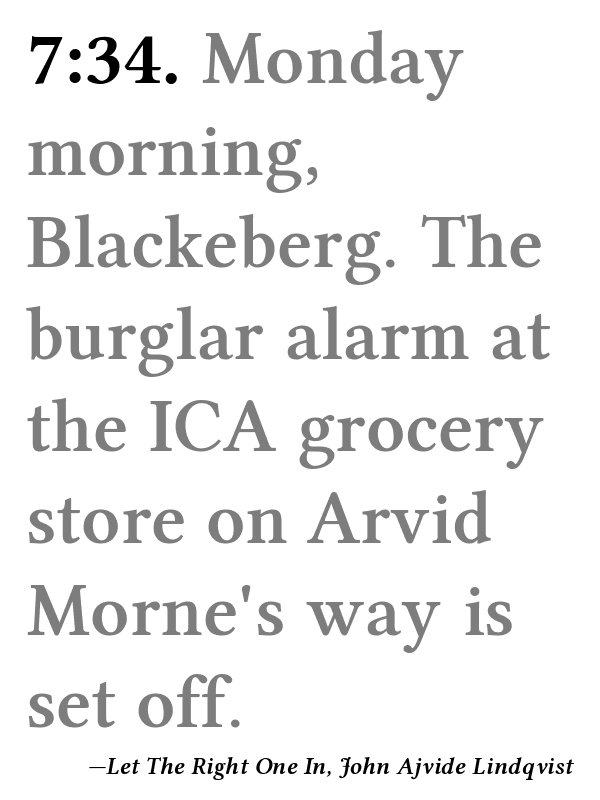 7:34. Monday
morning,
Blackeberg. The
burglar alarm at
the ICA grocery
store on Arvid
Morne's way is
set off.
—Let The Right One In, John Ajvide Lindqvist